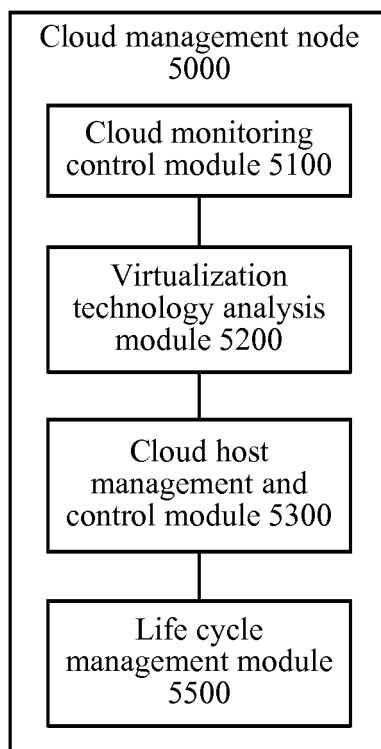 Cloud management node
5000
Cloud monitoring
control module 5100
Virtualization
technology analysis
module 5200
Cloud host
management and
control module 5300
Life cycle
management module
5500